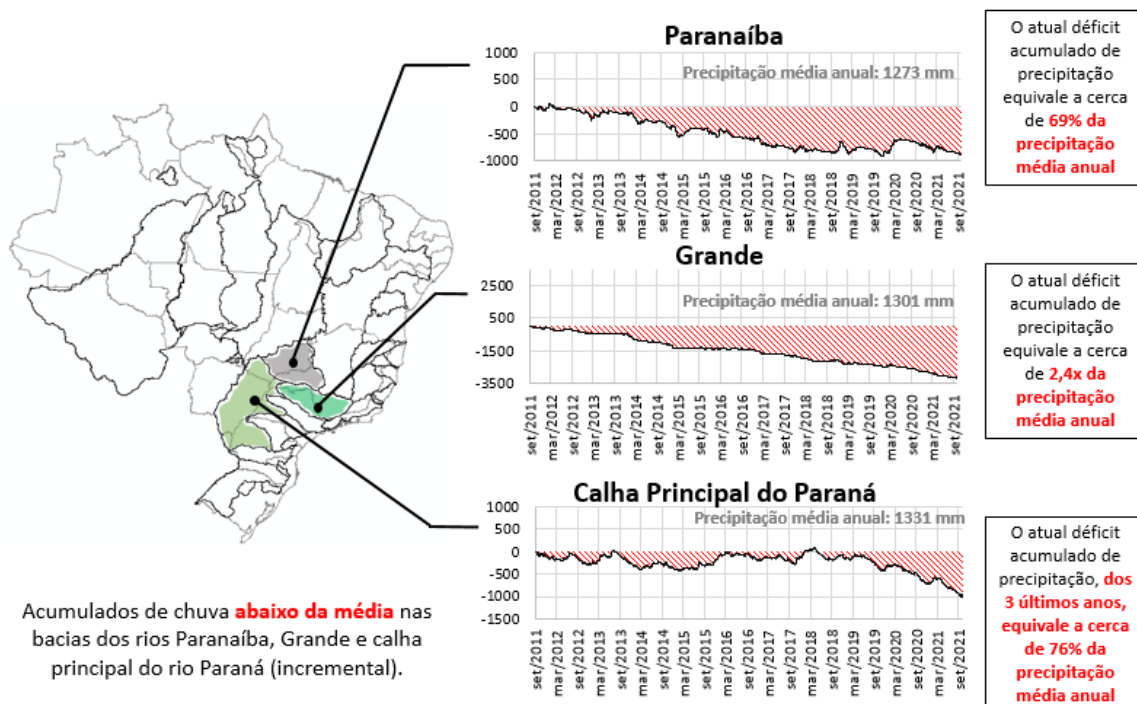 Paranaíba
Precipitação média anual: 1273 mm
1000
500
0
-500
-1000
set/2011
mar/2012
set/2012
mar/2013
set/2013
mar/2014
set/2014
mar/2015
set/2015
mar/2016
set/2016
mar/2017
set/2017
mar/2018
set/2018
mar/2019
set/2019
mar/2020
set/2020
mar/2021
set/2021
O atual déficit
acumulado de
precipitação
equivale a cerca
de 69% da
precipitação
média anual
Grande
Precipitação média anual: 1301 mm
2500
500
-1500
-3500
set/2011
mar/2012
set/2012
mar/2013
set/2013
mar/2014
set/2014
mar/2015
set/2015
mar/2016
set/2016
mar/2017
set/2017
mar/2018
set/2018
mar/2019
set/2019
mar/2020
set/2020
mar/2021
set/2021
O atual déficit
acumulado de
precipitação
equivale a cerca
de 2,4x da
precipitação
média anual
Calha Principal do Paraná
Precipitação média anual: 1331 mm
1000
500
0
-500
-1000
-1500
set/2011
mar/2012
set/2012
mar/2013
set/2013
mar/2014
set/2014
mar/2015
set/2015
mar/2016
set/2016
mar/2017
set/2017
mar/2018
set/2018
mar/2019
set/2019
mar/2020
set/2020
mar/2021
set/2021
O atual déficit
acumulado de
precipitação, dos
3 últimos anos,
equivale a cerca
de 76% da
precipitação
média anual
Acumulados de chuva abaixo da média nas
bacias dos rios Paranaíba, Grande e calha
principal do rio Paraná (incremental).